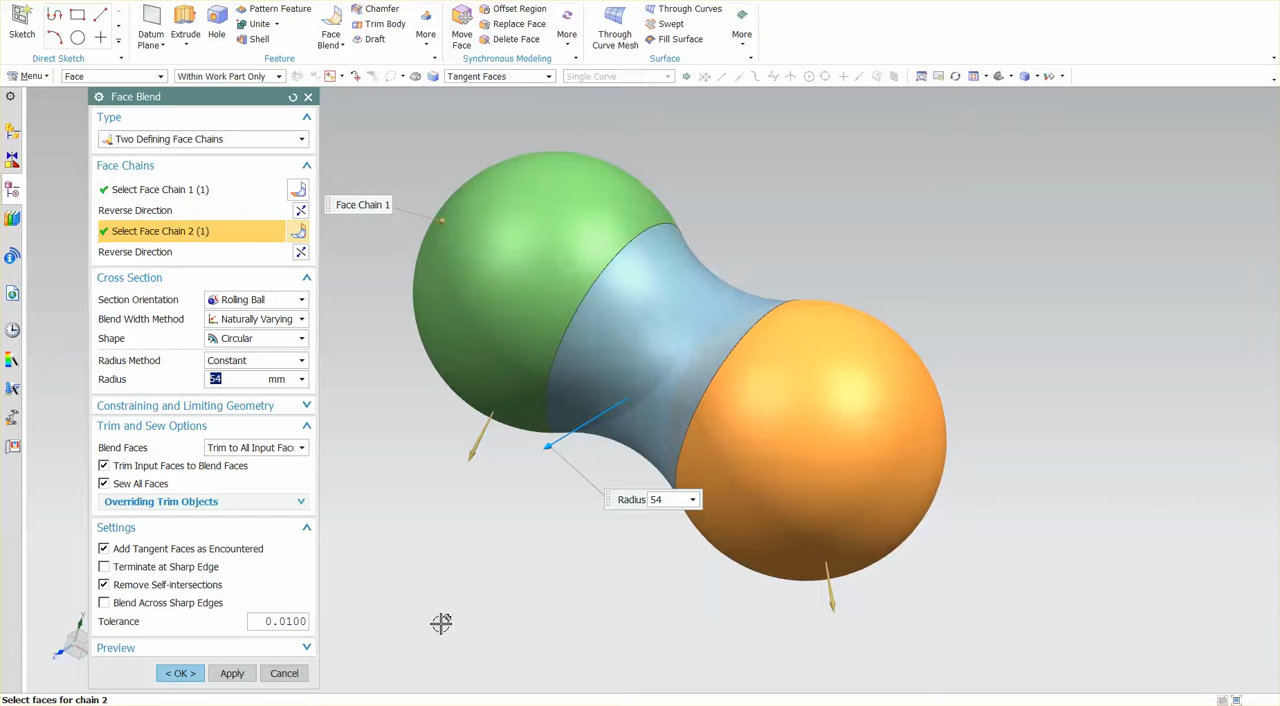 Sketch
Direct Sketch
Datum Plane
Extrude
Hole
Pattern Feature
Unite
Shell
Face Blend
Chamfer
Trim Body
Draft
More
Feature
Move Face
Offset Region
Replace Face
Delete Face
More
Synchronous Modeling
Through Curve Mesh
Through Curves
Swept
Fill Surface
More
Surface
Menu
Face
Within Work Part Only
Tangent Faces
Single Curve
Face Blend
Type
Two Defining Face Chains
Face Chains
Select Face Chain 1 (1)
Reverse Direction
Select Face Chain 2 (1)
Reverse Direction
Cross Section
Section Orientation Rolling Ball
Blend Width Method Naturally Varying
Shape Circular
Radius Method Constant
Radius 54 mm
Constraining and Limiting Geometry
Trim and Sew Options
Blend Faces Trim to All Input Fac
Trim Input Faces to Blend Faces
Sew All Faces
Overriding Trim Objects
Settings
Add Tangent Faces as Encountered
Terminate at Sharp Edge
Remove Self-intersections
Blend Across Sharp Edges
Tolerance 0.0100
Preview
< OK > Apply Cancel
Face Chain 1
Radius 54
Y
Z
Select faces for chain 2